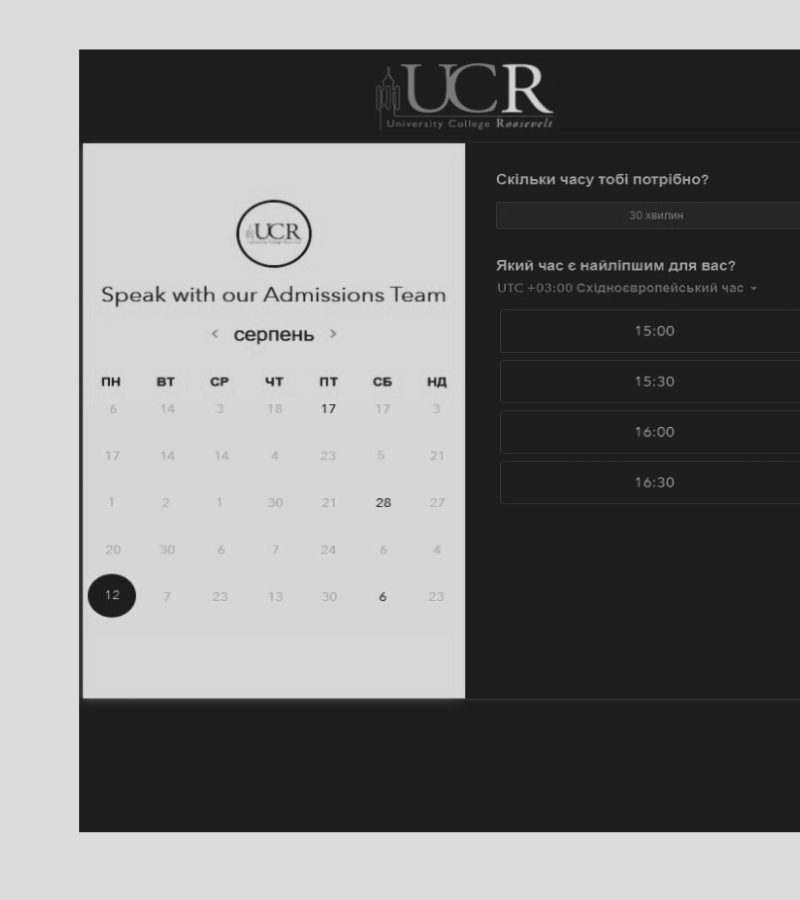 UCR
University College Roosevelt
UCR
Speak with our Admissions Team
< серпень >
ПН ВТ СР ЧТ ПТ СБ НД
6 14 3 18 17 17 3
17 14 14 4 23 5 21
1 2 1 30 21 28 27
20 30 6 7 24 6 4
12 7 23 13 30 6 23
Скільки часу тобі потрібно?
30 хвилин
Який час є найліпшим для вас?
UTC +03:00 Східноєвропейський час
15:00
15:30
16:00
16:30